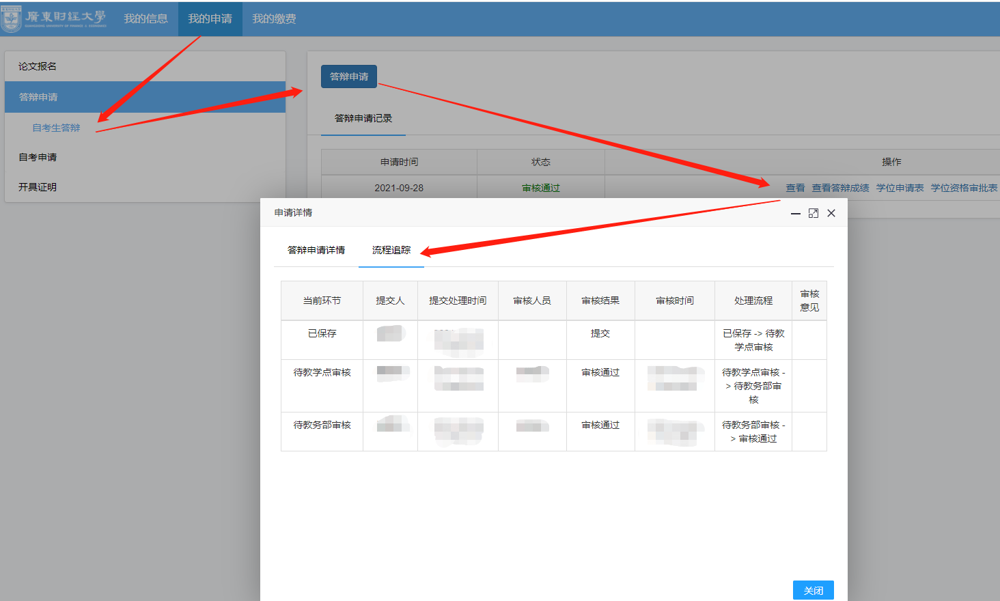 廣東財經大學
GUANGDONG UNIVERSITY OF FINANCE & ECONOMICS
我的信息
我的申请
我的缴费
论文报名
答辩申请
自考生答辩
自考申请
开具证明
答辩申请
答辩申请记录
申请时间 状态 操作
2021-09-28 审核通过 查看 查看答辩成绩 学位申请表 学位资格审批表
申请详情
答辩申请详情 流程追踪
当前环节 提交人 提交处理时间 审核人员 审核结果 审核时间 处理流程 审核
意见
已保存 提交 已保存 -> 待教
学点审核
待教学点审核 审核通过 待教学点审核 -
> 待教务部审
核
待教务部审核 审核通过 待教务部审核 -
> 审核通过
关闭